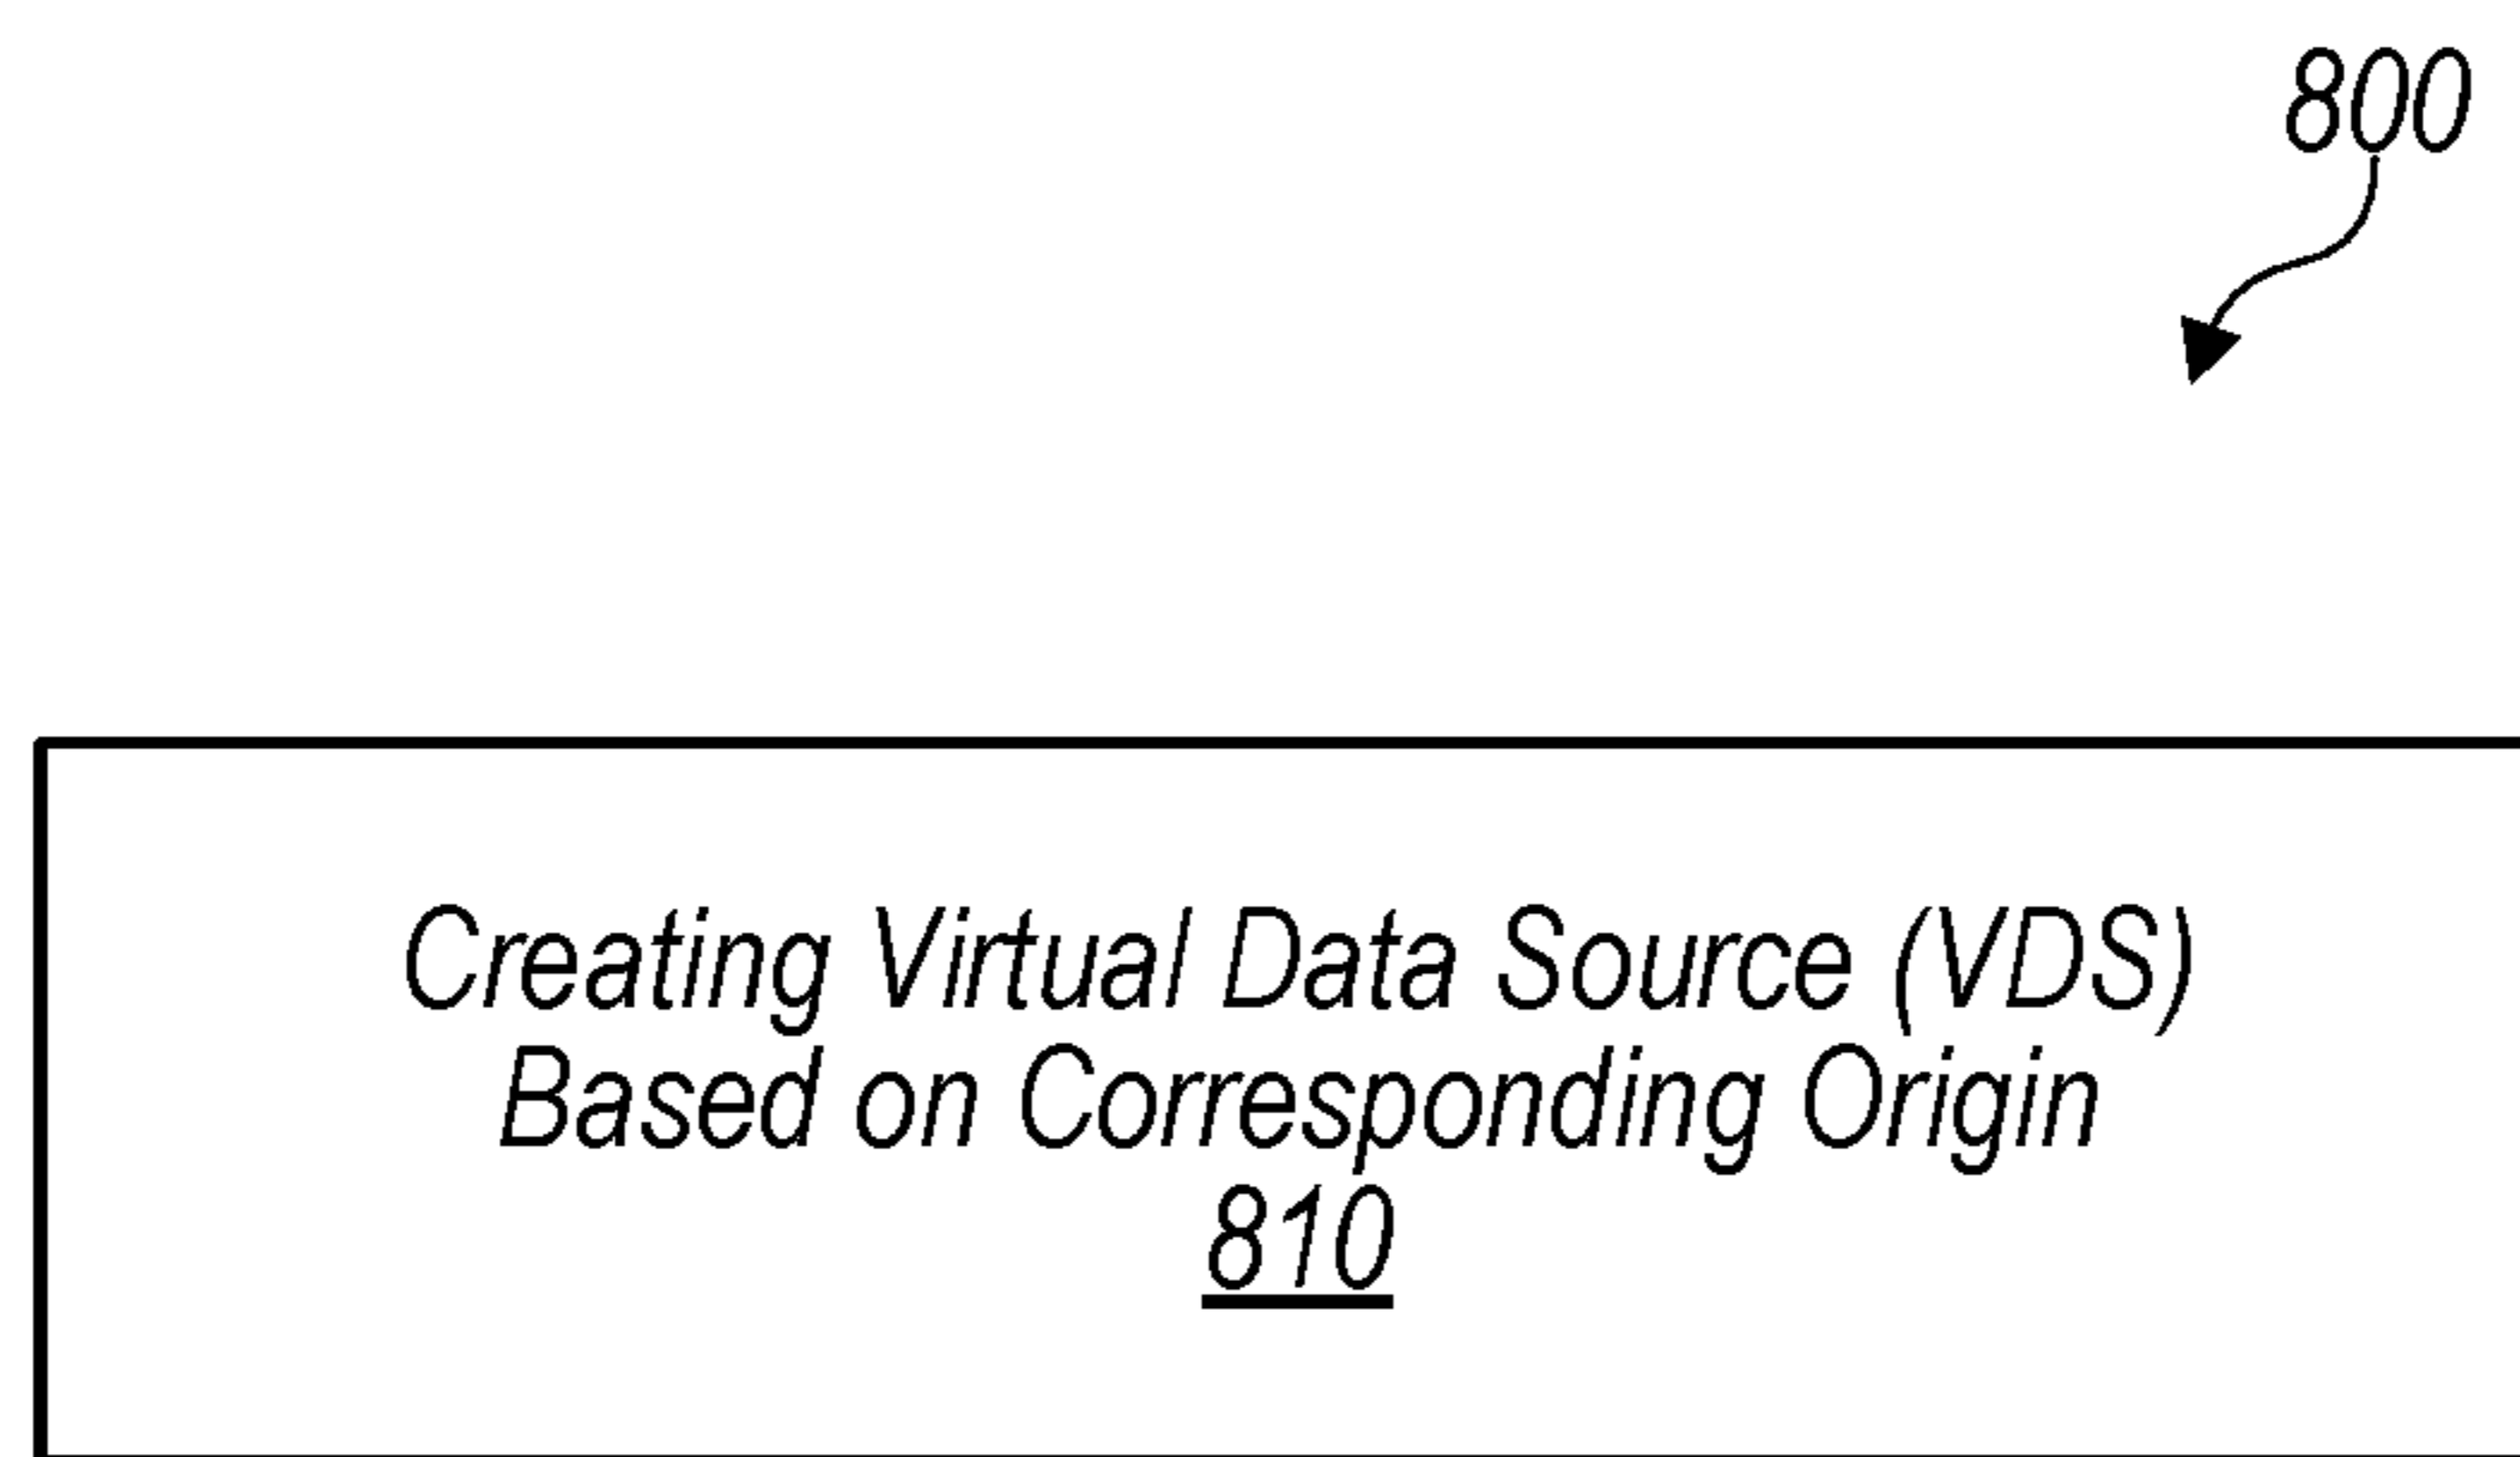 800
Creating Virtual Data Source (VDS)
Based on Corresponding Origin
810